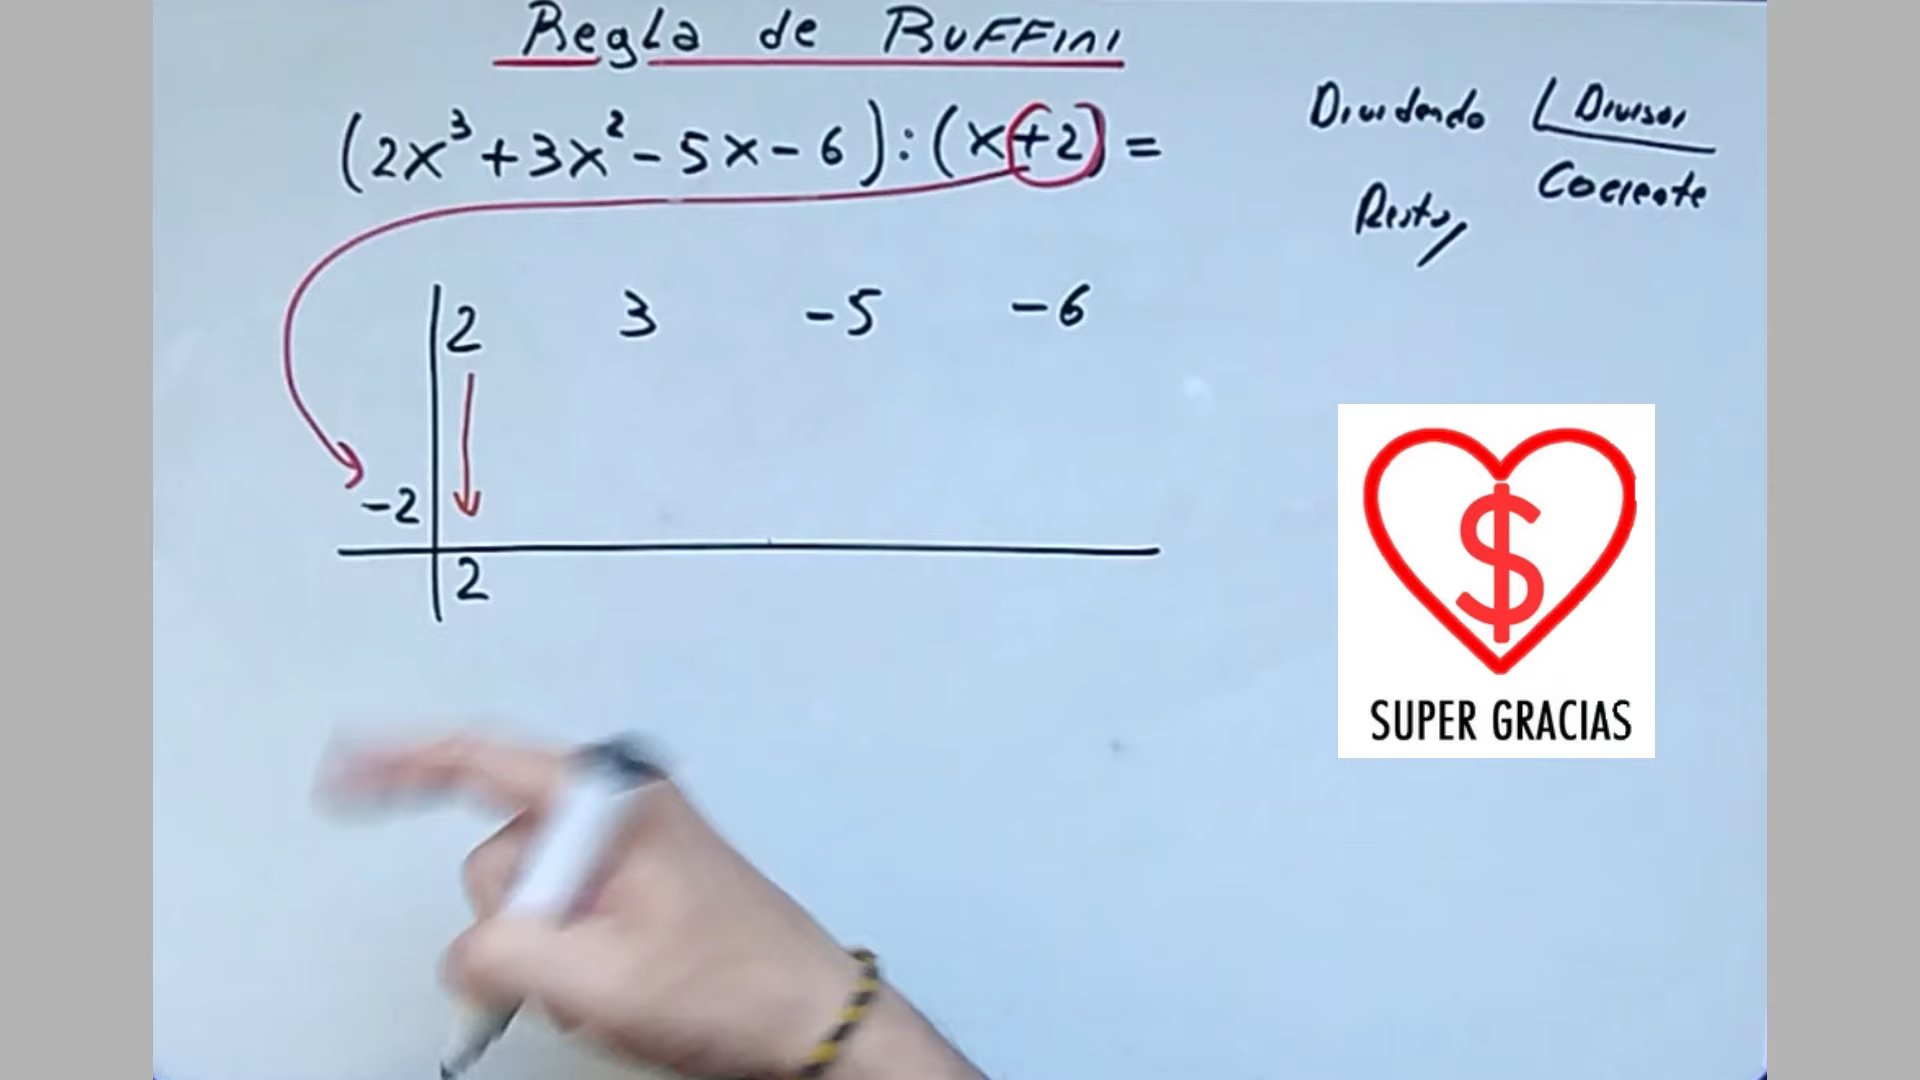 Regla de RUFFini
(2x³+3x²-5x-6):(x+2)=
Dividendo Divisor
Resto Cociente
2 3 -5 -6
-2
2
SUPER GRACIAS